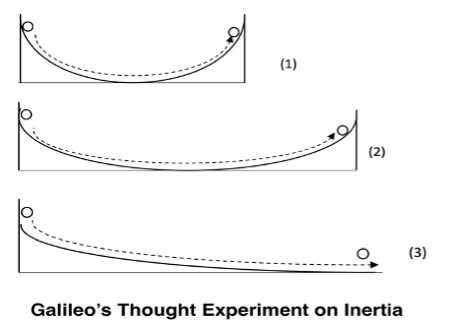 (1)
(2)
(3)
Galileo's Thought Experiment on Inertia